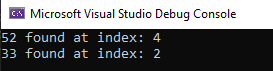 Microsoft Visual Studio Debug Console
52 found at index: 4
33 found at index: 2